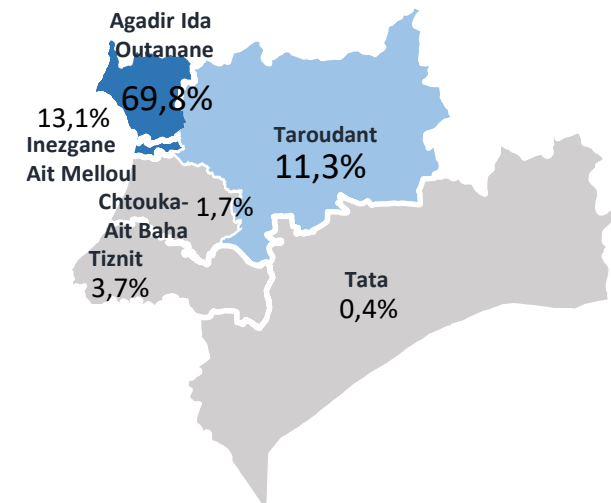 Agadir Ida
Outanane
69,8%
13,1%
Inezgane
Ait Melloul
Taroudant
11,3%
Chtouka-
Ait Baha
1,7%
Tiznit
3,7%
Tata
0,4%